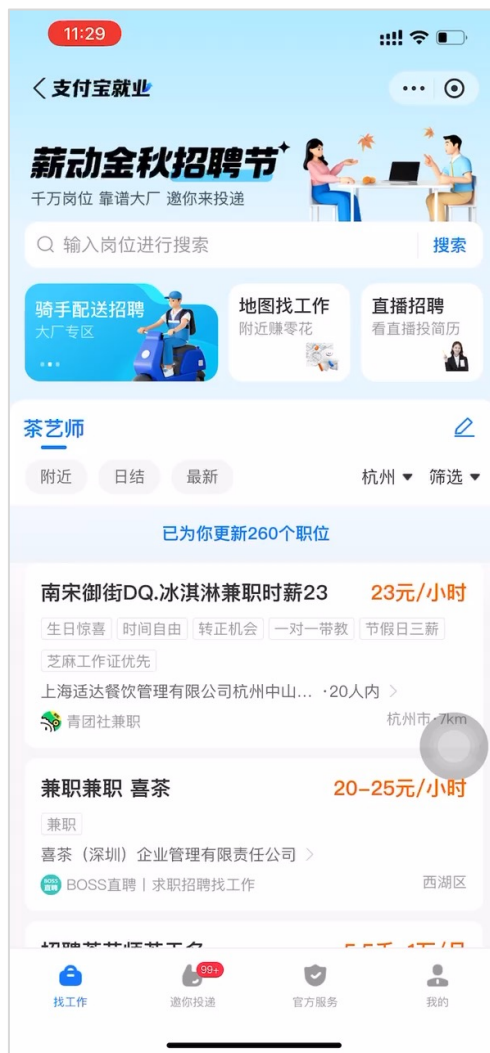 11:29
支付宝就业
薪动金秋招聘节
千万岗位 靠谱大厂 邀你来投递
输入岗位进行搜索
搜索
骑手配送招聘
大厂专区
地图找工作
附近赚零花
直播招聘
看直播投简历
茶艺师
附近 日结 最新 杭州 筛选
已为你更新260个职位
南宋御街DQ.冰淇淋兼职时薪23 23元/小时
生日惊喜 时间自由 转正机会 一对一带教 节假日三薪
芝麻工作证优先
上海适达餐饮管理有限公司杭州中山... ·20人内
青团社兼职 杭州市·7km
兼职兼职 喜茶 20-25元/小时
兼职
喜茶（深圳）企业管理有限责任公司
BOSS直聘丨求职招聘找工作 西湖区
99+
找工作 邀你投递 官方服务 我的